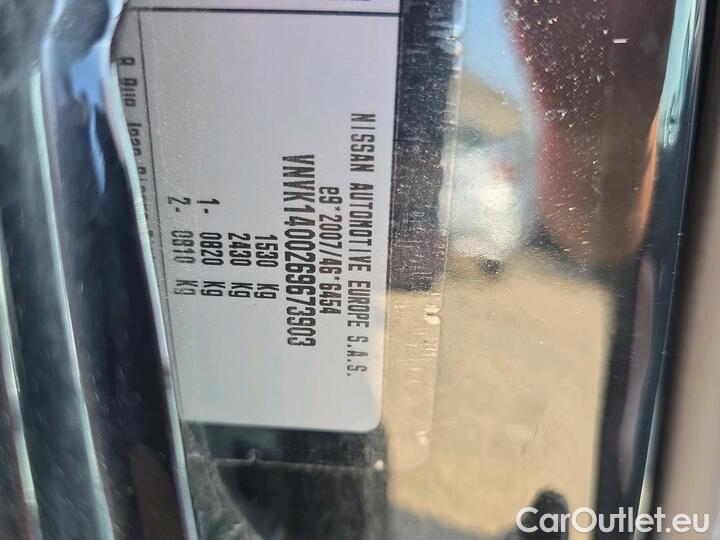 NISSAN AUTOMOTIVE EUROPE S.A.S.
e9*2007/46*6454
VNVK1400269673903
1530 kg
2430 kg
1- 0820 kg
2- 0810 kg
CarOutlet.eu